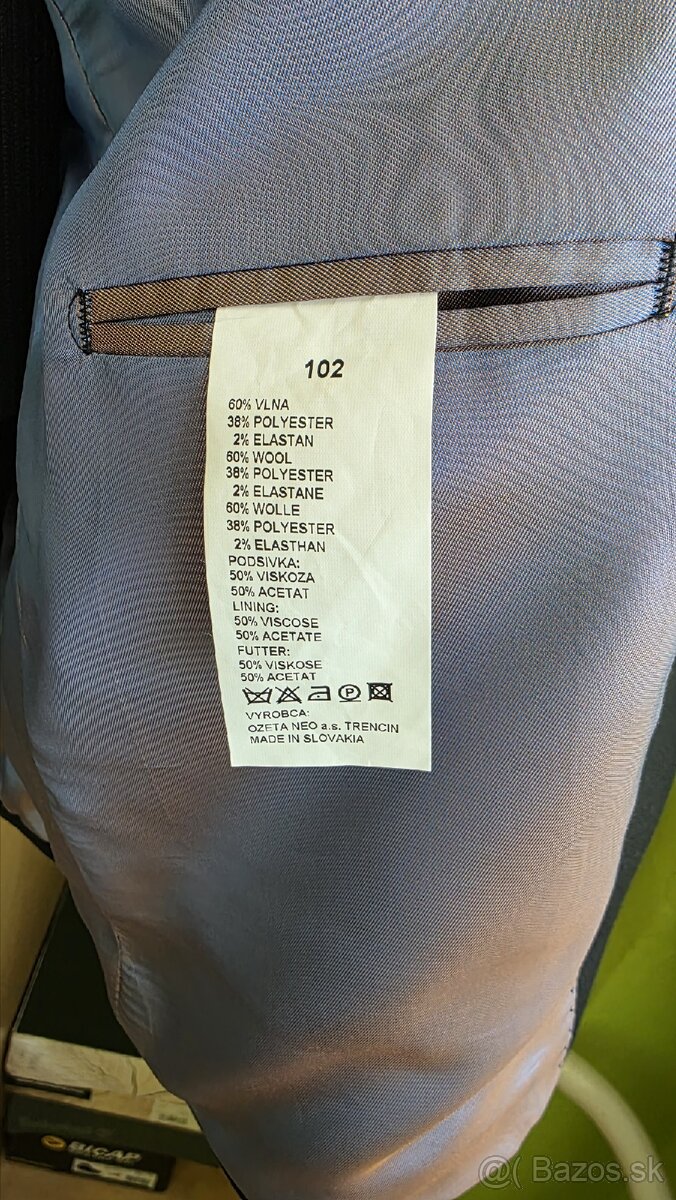 102
60% VLNA
38% POLYESTER
2% ELASTAN
60% WOOL
38% POLYESTER
2% ELASTANE
60% WOLLE
38% POLYESTER
2% ELASTHAN
PODSIVKA:
50% VISKOZA
50% ACETAT
LINING:
50% VISCOSE
50% ACETATE
FUTTER:
50% VISKOSE
50% ACETAT
P
VYROBCA:
OZETA NEO a.s. TRENCIN
MADE IN SLOVAKIA
BICAP
@( Bazos.sk